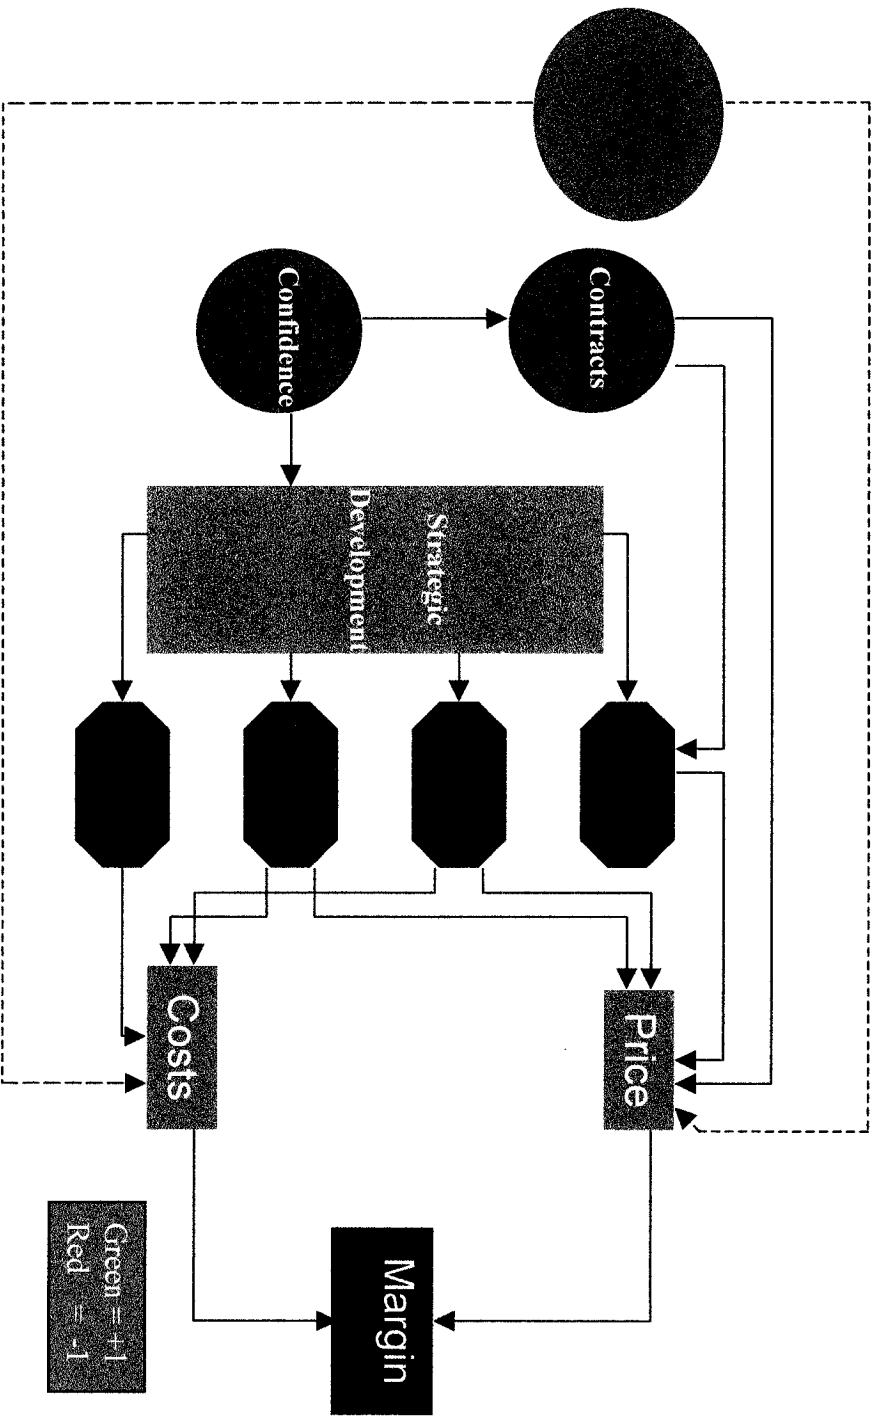 Contracts
Confidence
Strategic
Development
Price
Costs
Margin
Green = +1
Red = -1